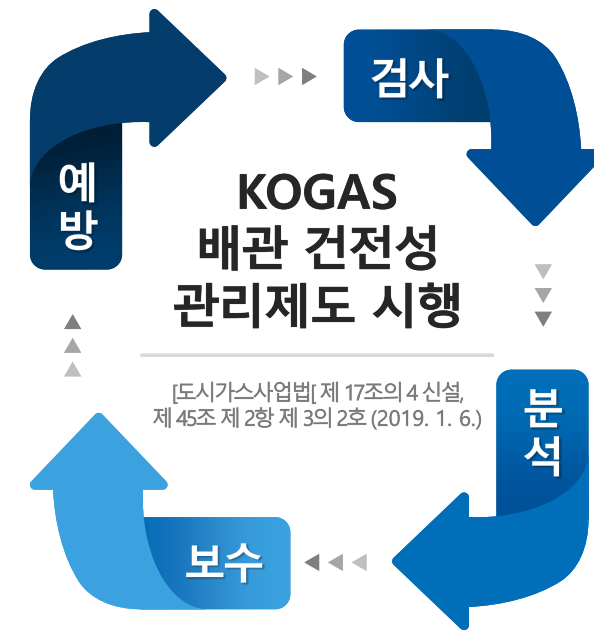 검사
예
방
KOGAS
배관 건전성
관리제도 시행
[도시가스사업법[ 제 17조의 4 신설,
제 45조 제 2항 제 3의 2호 (2019. 1. 6.)
분
석
보수